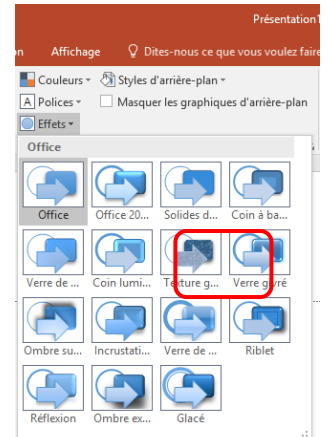 Présentation1
Affichage Dites-nous ce que vous voulez faire
Couleurs Styles d'arrière-plan
Polices Masquer les graphiques d'arrière-plan
Effets
Office
Office Office 20... Solides d... Coin à ba...
Verre de ... Coin lumi... Texture g... Verre givré
Ombre su... Incrustati... Verre de ... Riblet
Réflexion Ombre ex... Glacé